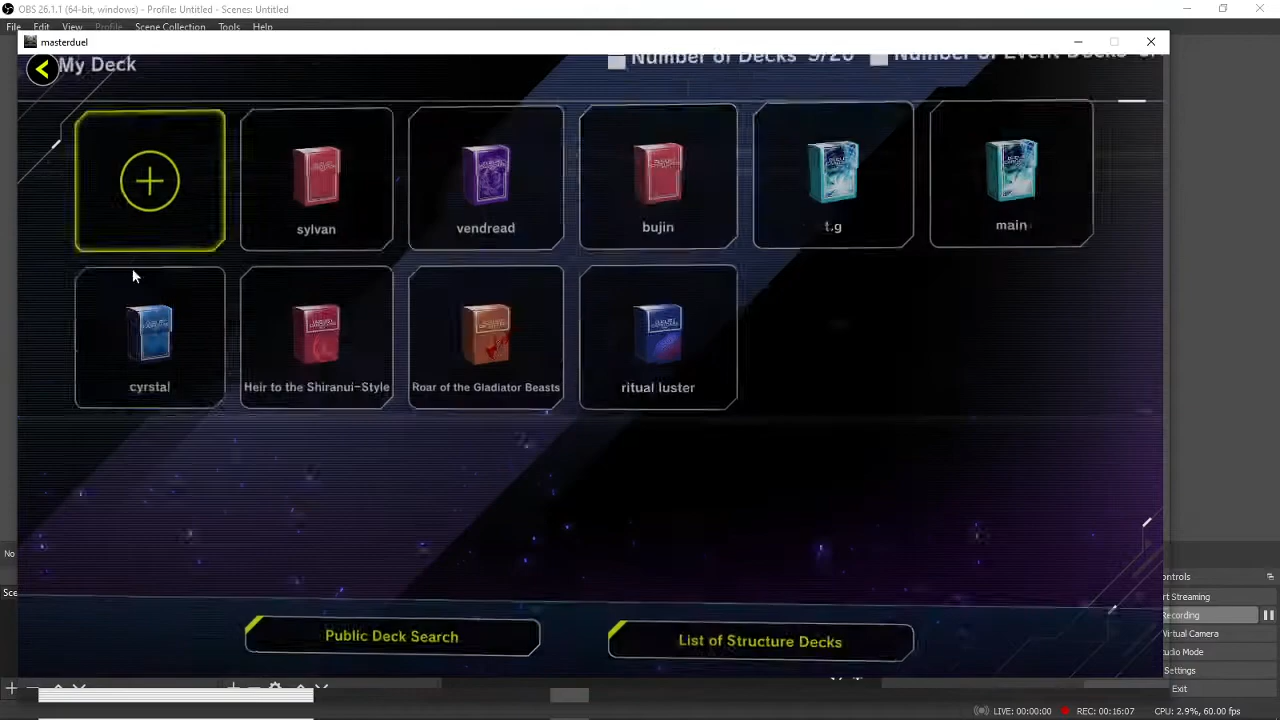 OBS 26.1.1 (64-bit, windows) - Profile: Untitled - Scenes: Untitled
File Edit View Profile Scene Collection Tools Help
masterduel
My Deck
Number of Decks 9/20
Number of Event Decks
sylvan
vendread
bujin
t.g
main
cyrstal
Heir to the Shiranui-Style
Roar of the Gladiator Beasts
ritual luster
Public Deck Search
List of Structure Decks
No
Sce
ontrols
rt Streaming
Recording
Virtual Camera
udio Mode
Settings
Exit
LIVE: 00:00:00
REC: 00:16:07
CPU: 2.9%, 60.00 fps